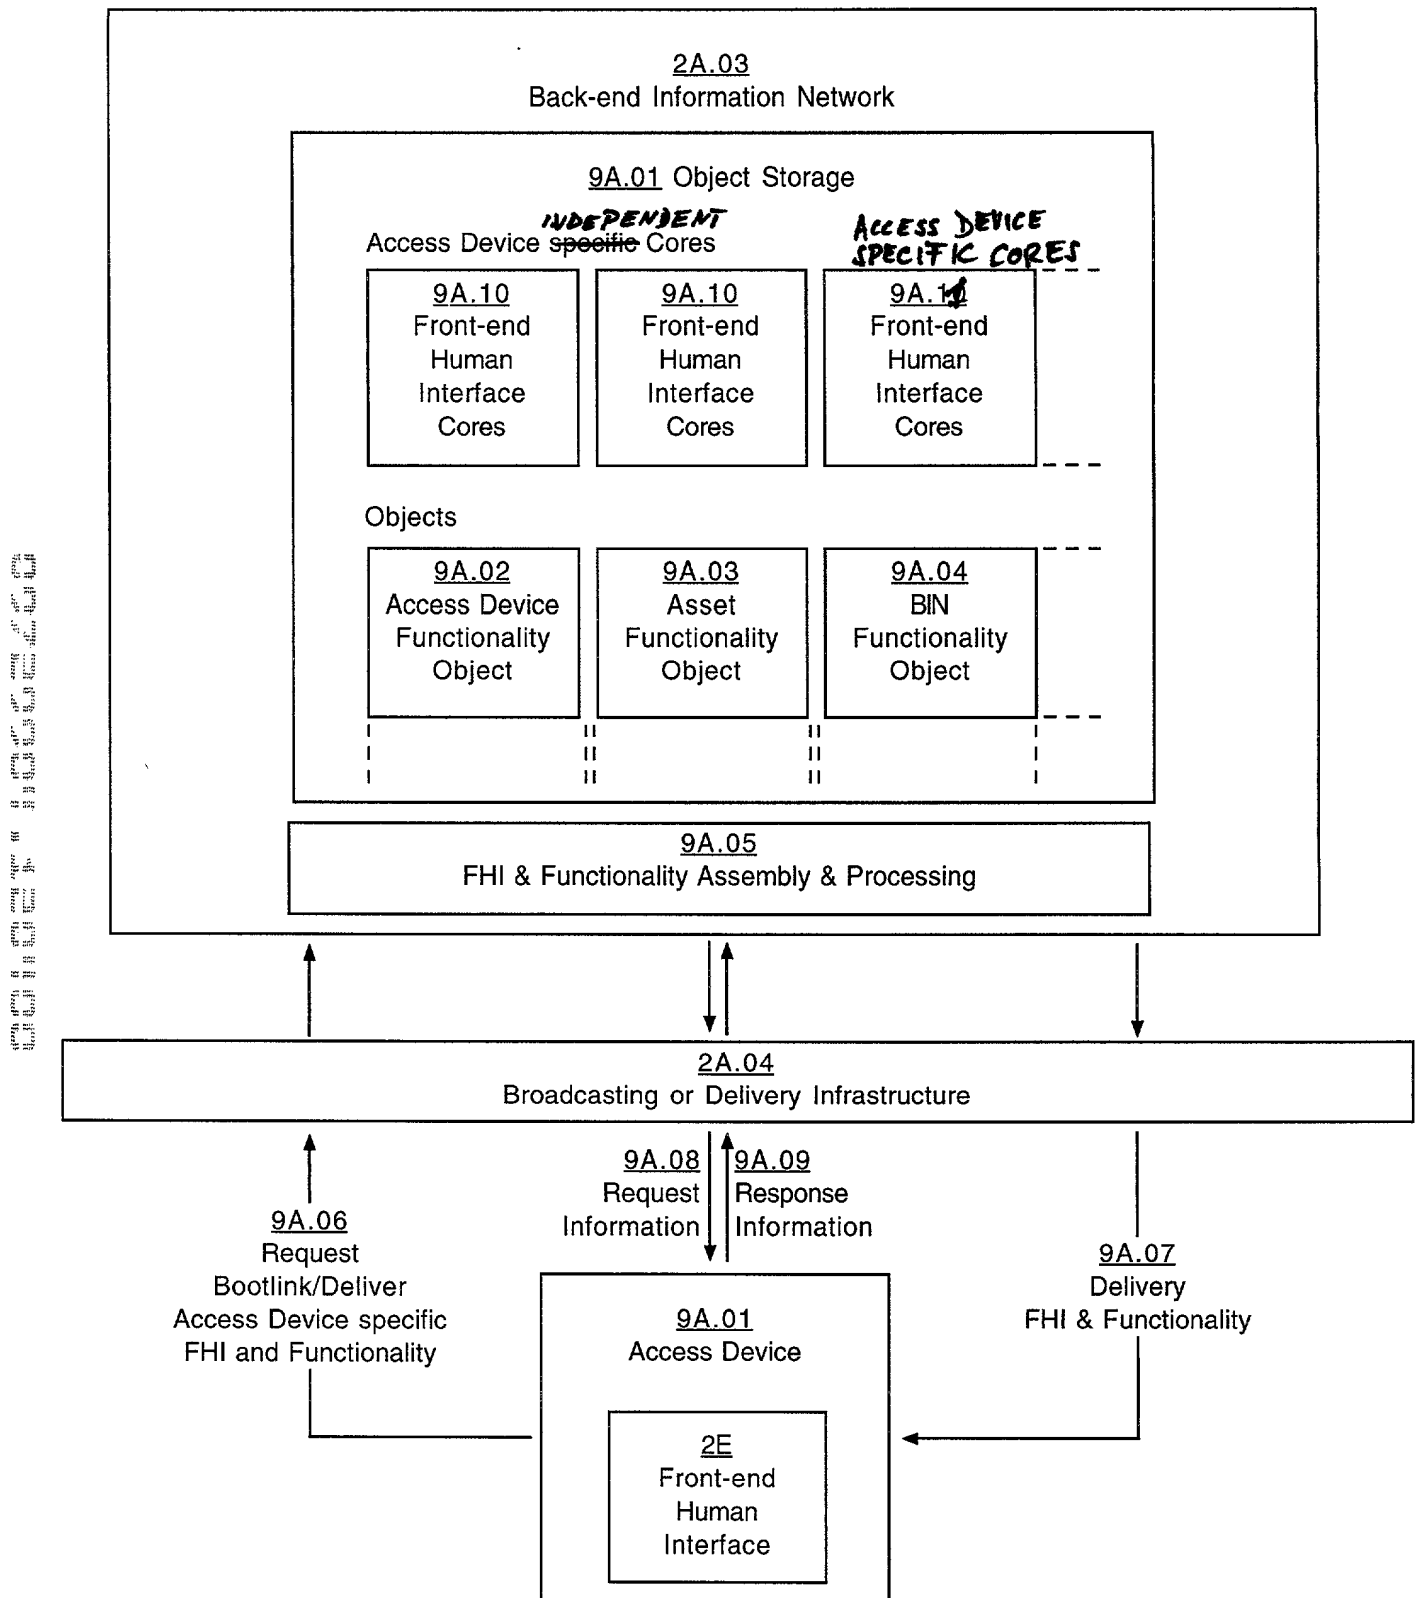 2A.03
Back-end Information Network
9A.01 Object Storage
INDEPENDENT
Access Device specific Cores
ACCESS DEVICE
SPECIFIC CORES
9A.10
Front-end
Human
Interface
Cores
9A.10
Front-end
Human
Interface
Cores
9A.11
Front-end
Human
Interface
Cores
Objects
9A.02
Access Device
Functionality
Object
9A.03
Asset
Functionality
Object
9A.04
BIN
Functionality
Object
9A.05
FHI & Functionality Assembly & Processing
2A.04
Broadcasting or Delivery Infrastructure
9A.08
Request
Information
9A.09
Response
Information
9A.06
Request
Bootlink/Deliver
Access Device specific
FHI and Functionality
9A.07
Delivery
FHI & Functionality
9A.01
Access Device
2E
Front-end
Human
Interface